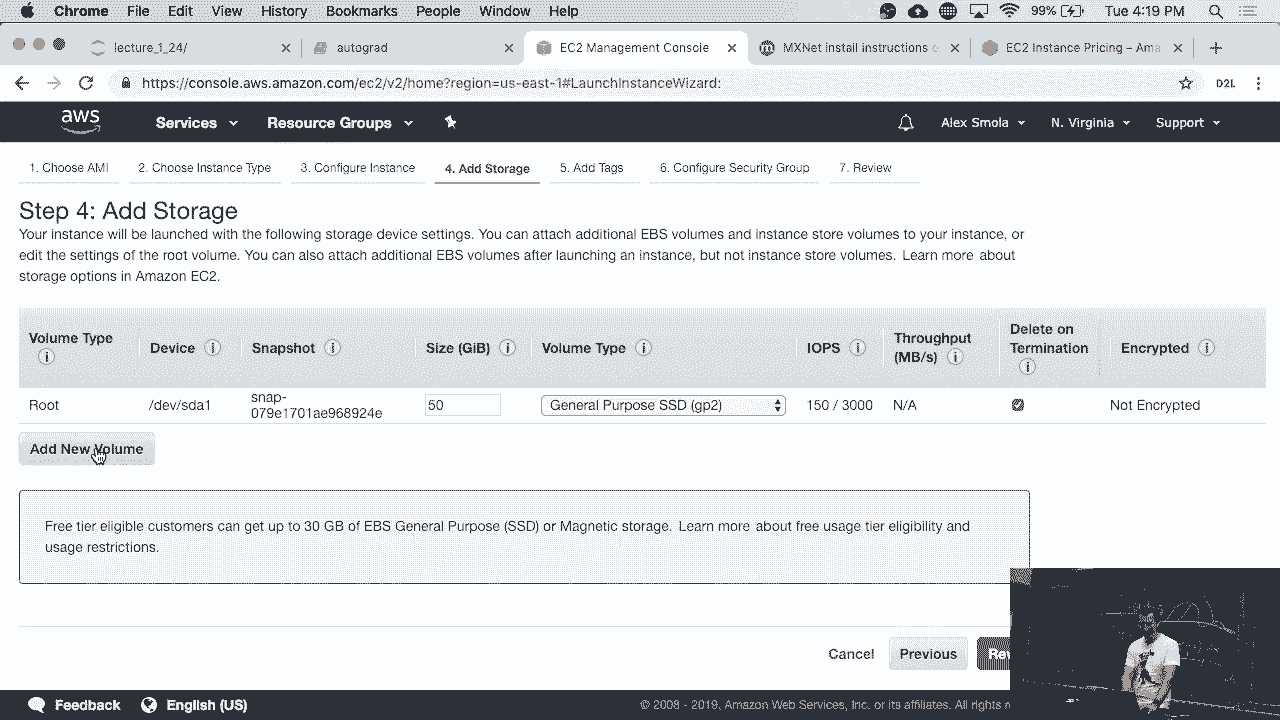 Chrome File Edit View History Bookmarks People Window Help 99% Tue 4:19 PM
lecture_1_24/ autograd EC2 Management Console MXNet install instructions EC2 Instance Pricing – Ama
https://console.aws.amazon.com/ec2/v2/home?region=us-east-1#LaunchInstanceWizard: D2L
aws Services Resource Groups Alex Smola N. Virginia Support
1. Choose AMI 2. Choose Instance Type 3. Configure Instance 4. Add Storage 5. Add Tags 6. Configure Security Group 7. Review
Step 4: Add Storage
Your instance will be launched with the following storage device settings. You can attach additional EBS volumes and instance store volumes to your instance, or
edit the settings of the root volume. You can also attach additional EBS volumes after launching an instance, but not instance store volumes. Learn more about
storage options in Amazon EC2.
Volume Type Device Snapshot Size (GiB) Volume Type IOPS Throughput (MB/s) Delete on Termination Encrypted
Root /dev/sda1 snap-079e1701ae968924e 50 General Purpose SSD (gp2) 150 / 3000 N/A Not Encrypted
Add New Volume
Free tier eligible customers can get up to 30 GB of EBS General Purpose (SSD) or Magnetic storage. Learn more about free usage tier eligibility and
usage restrictions.
Cancel Previous
Feedback English (US) © 2008 - 2019, Amazon Web Services, Inc. or its affiliates. All rights